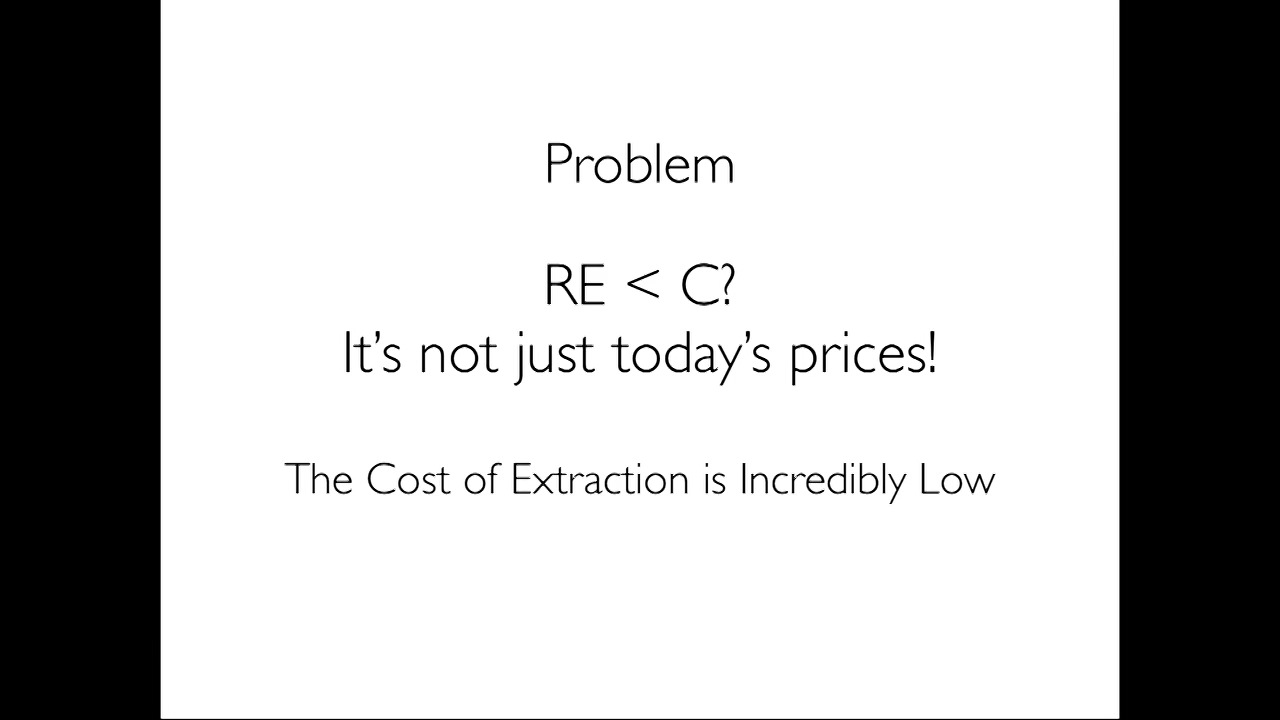 Problem
RE < C?
It’s not just today’s prices!
The Cost of Extraction is Incredibly Low